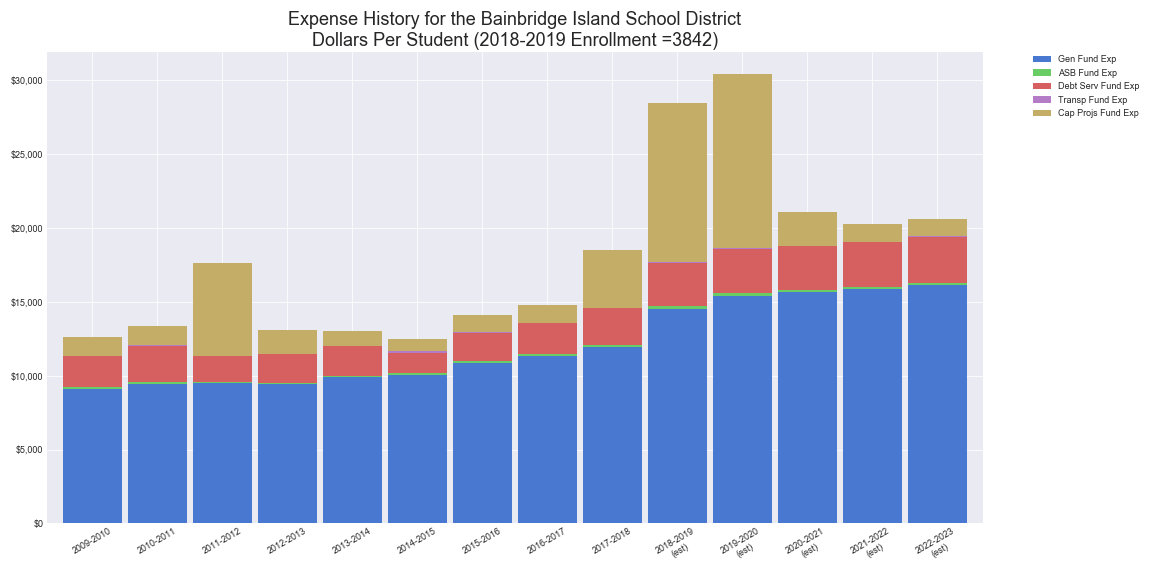 Expense History for the Bainbridge Island School District
Dollars Per Student (2018-2019 Enrollment =3842)
Gen Fund Exp
ASB Fund Exp
Debt Serv Fund Exp
Transp Fund Exp
Cap Projs Fund Exp
$30,000
$25,000
$20,000
$15,000
$10,000
$5,000
$0
2009-2010
2010-2011
2011-2012
2012-2013
2013-2014
2014-2015
2015-2016
2016-2017
2017-2018
2018-2019
(est)
2019-2020
(est)
2020-2021
(est)
2021-2022
(est)
2022-2023
(est)